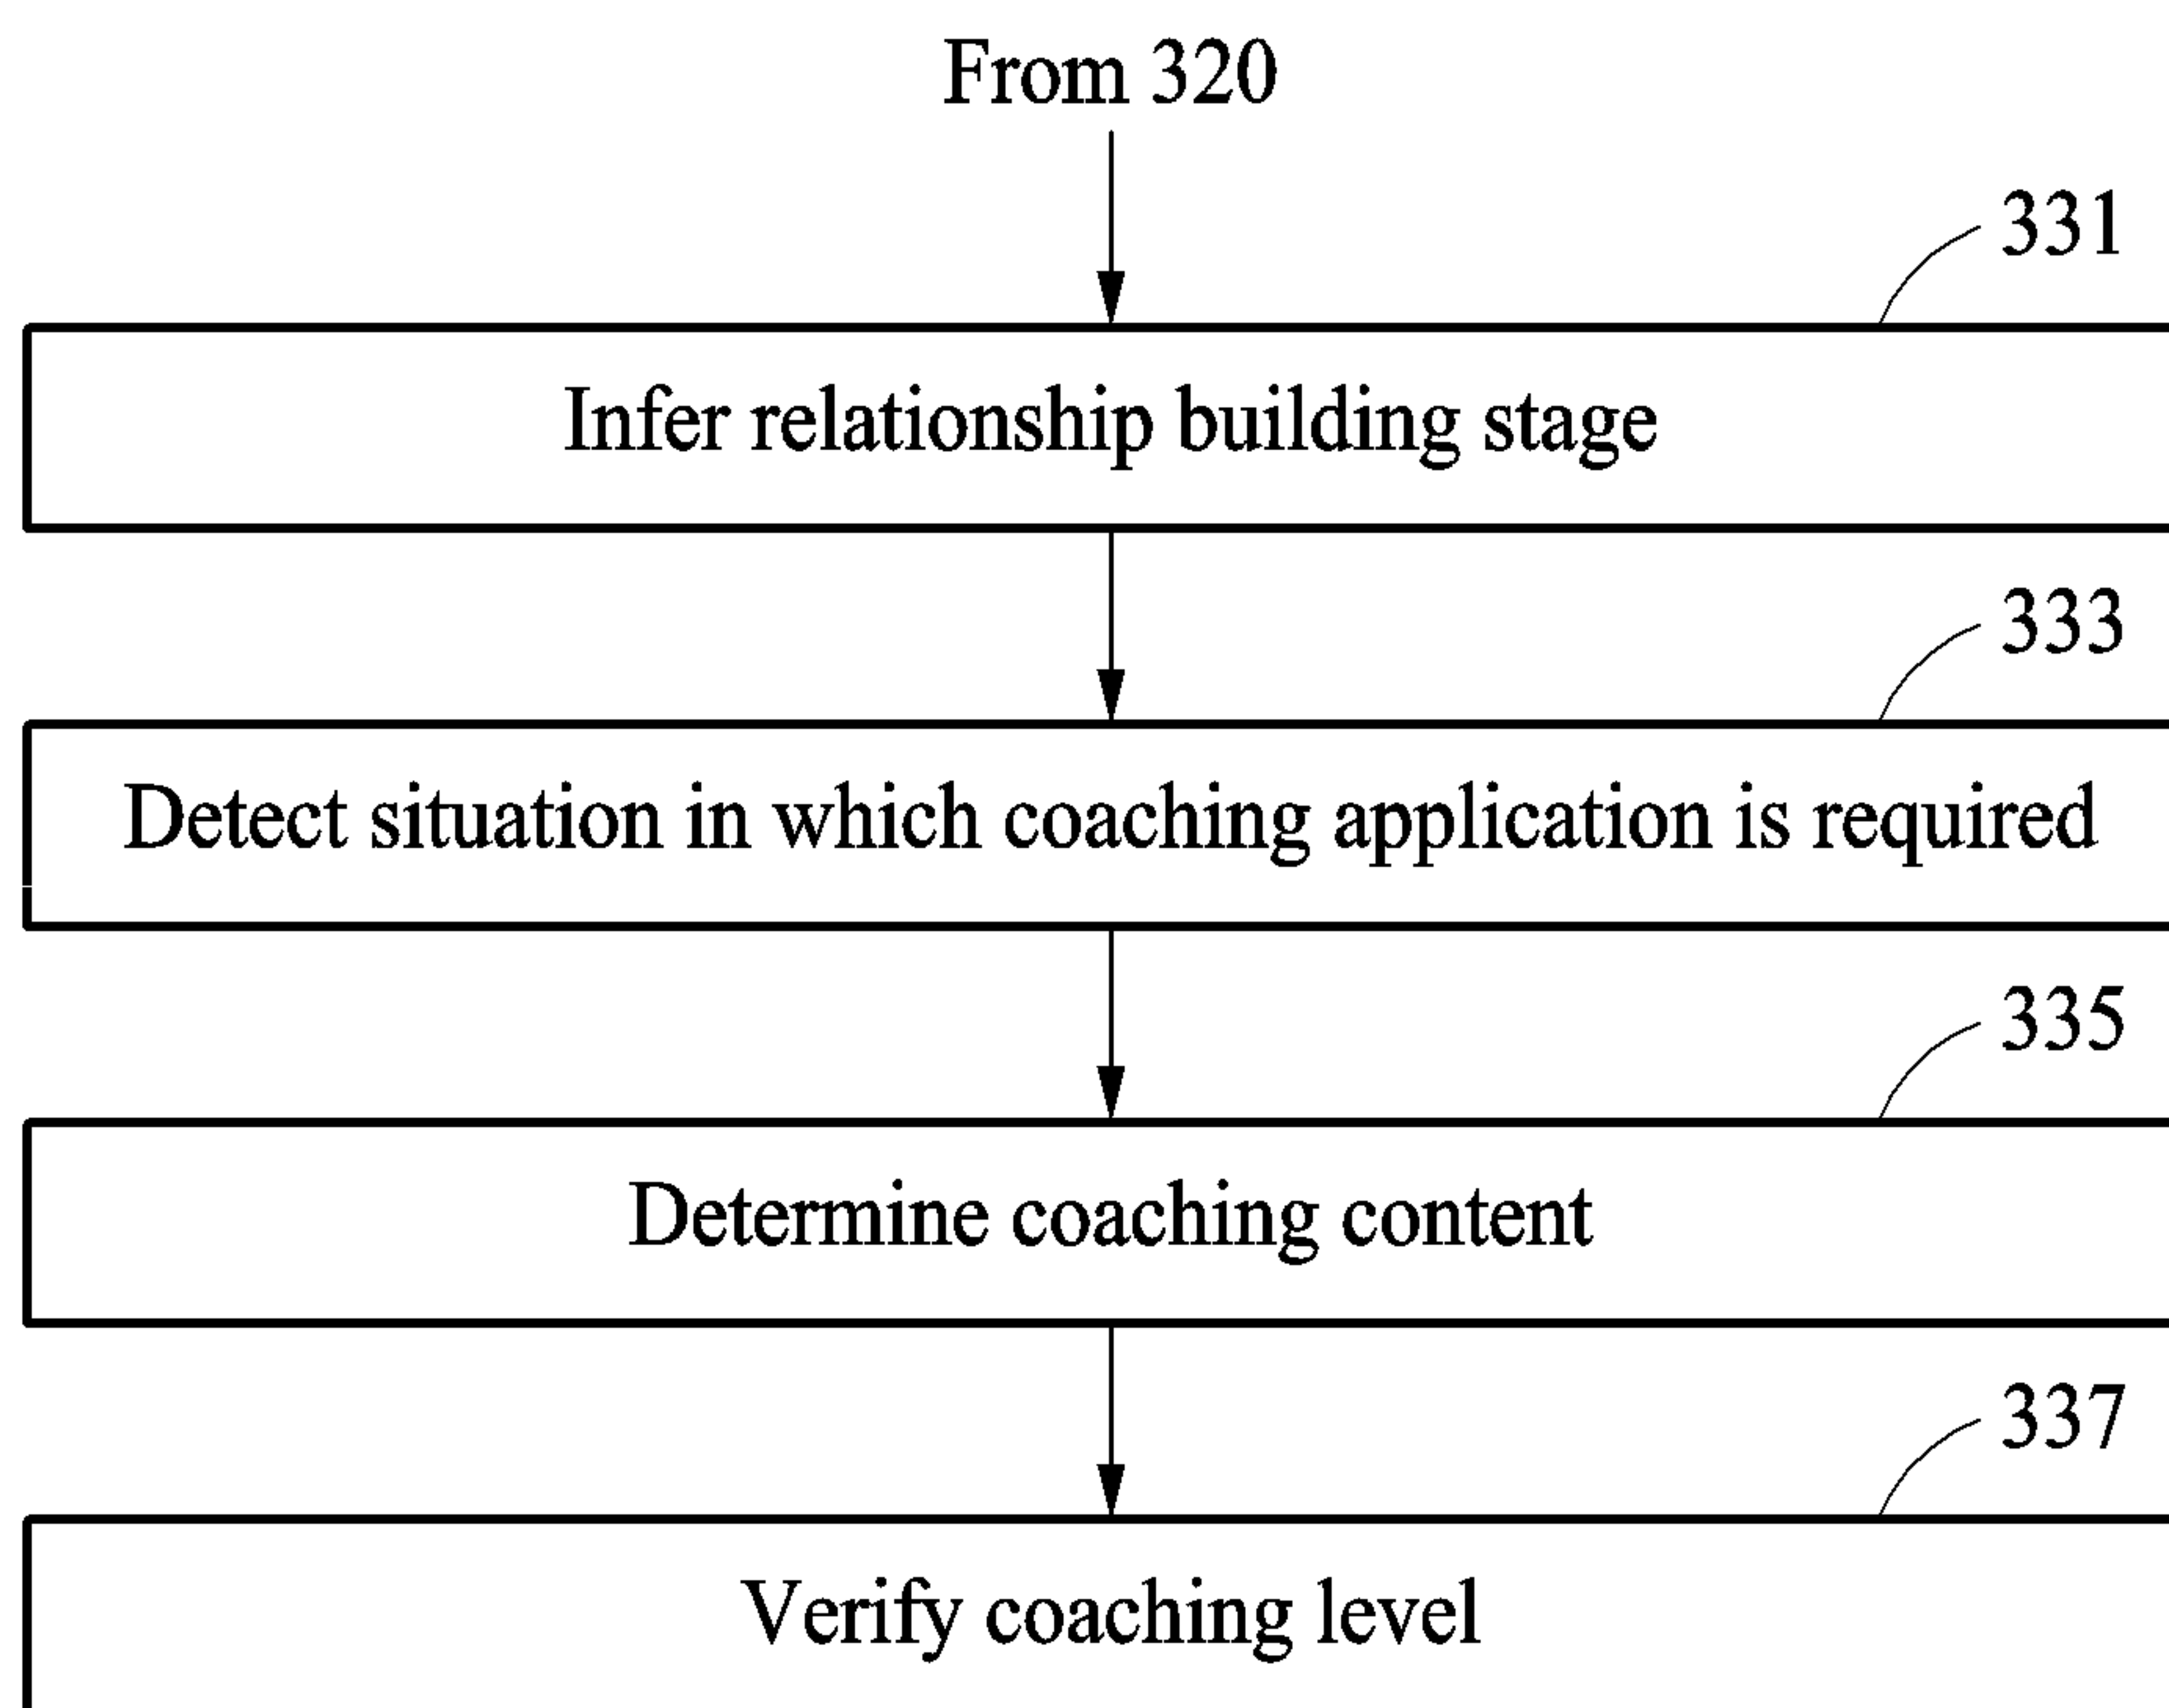 From 320
331
Infer relationship building stage
333
Detect situation in which coaching application is required
335
Determine coaching content
337
Verify coaching level